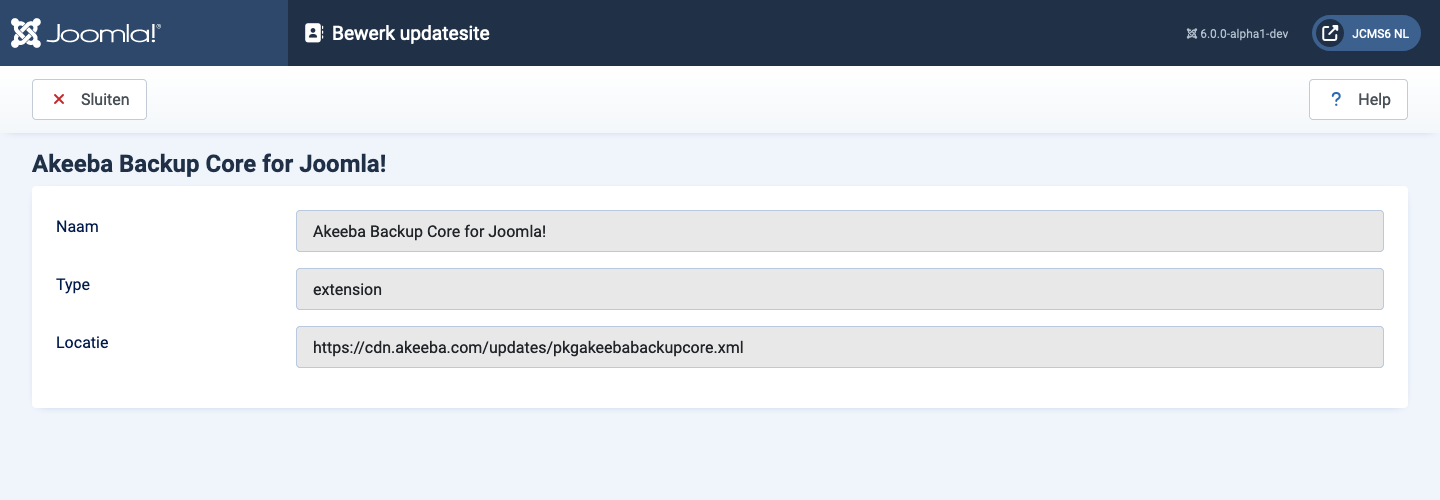 Joomla!®
Bewerk updatesite
6.0.0-alpha1-dev
JCMS6 NL
Sluiten
? Help
Akeeba Backup Core for Joomla!
Naam
Akeeba Backup Core for Joomla!
Type
extension
Locatie
https://cdn.akeeba.com/updates/pkgakeebabackupcore.xml